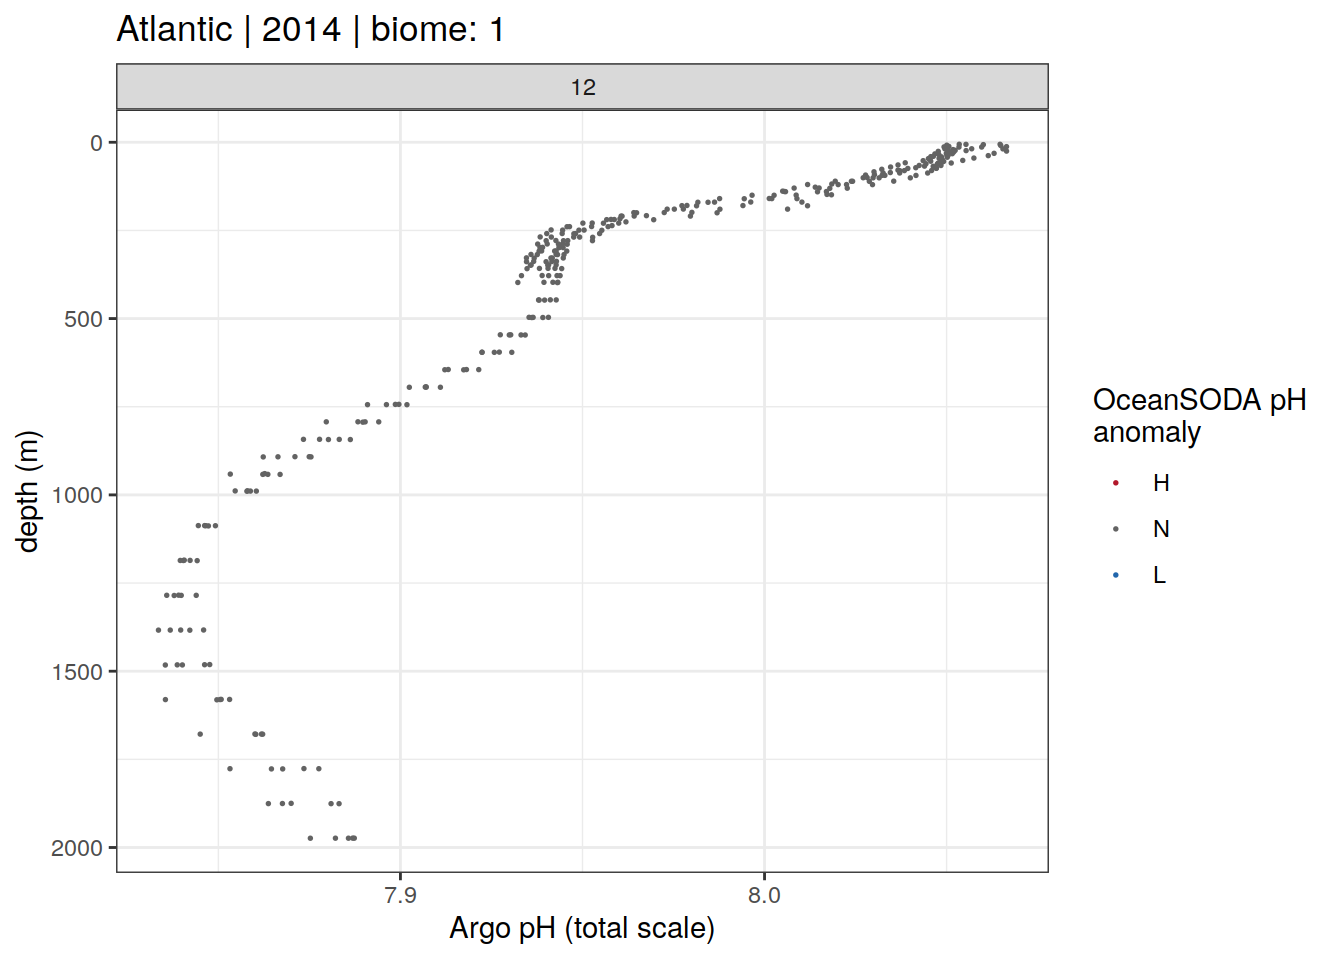 Atlantic | 2014 | biome: 1
12
0
500
1000
1500
2000
depth (m)
7.9
8.0
Argo pH (total scale)
OceanSODA pH
anomaly
H
N
L